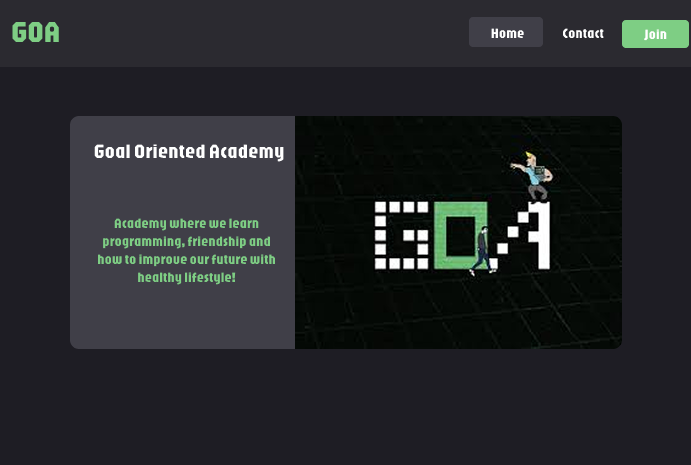 GOA
Home
Contact
Join
Goal Oriented Academy
Academy where we learn
programming, friendship and
how to improve our future with
healthy lifestyle!
GOA